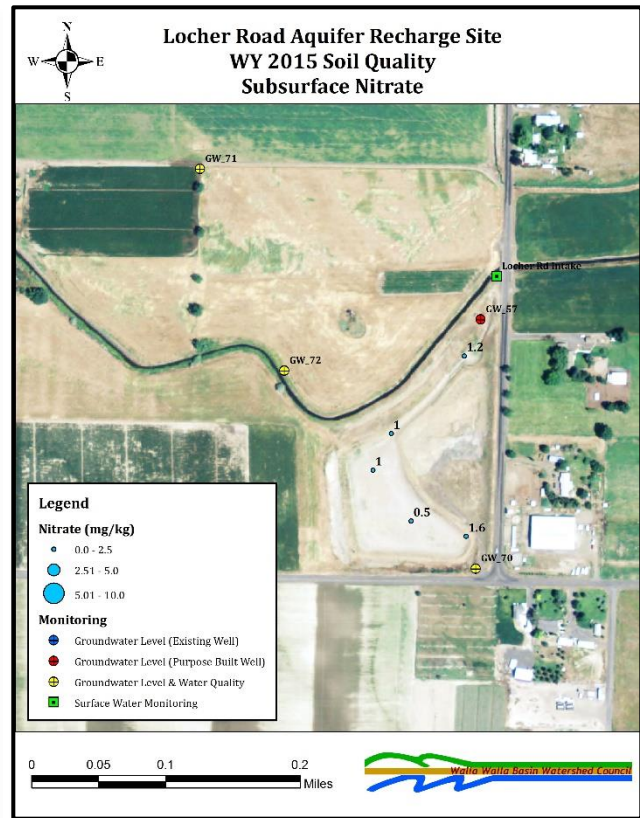 Locher Road Aquifer Recharge Site
WY 2015 Soil Quality
Subsurface Nitrate
N
W
E
S
GW_71
Locher Rd Intake
GW_57
1.2
GW_72
1
1
0.5
1.6
GW_70
Legend
Nitrate (mg/kg)
0.0 - 2.5
2.51 - 5.0
5.01 - 10.0
Monitoring
Groundwater Level (Existing Well)
Groundwater Level (Purpose Built Well)
Groundwater Level & Water Quality
Surface Water Monitoring
0 0.05 0.1 0.2
Miles
Walla Walla Basin Watershed Council